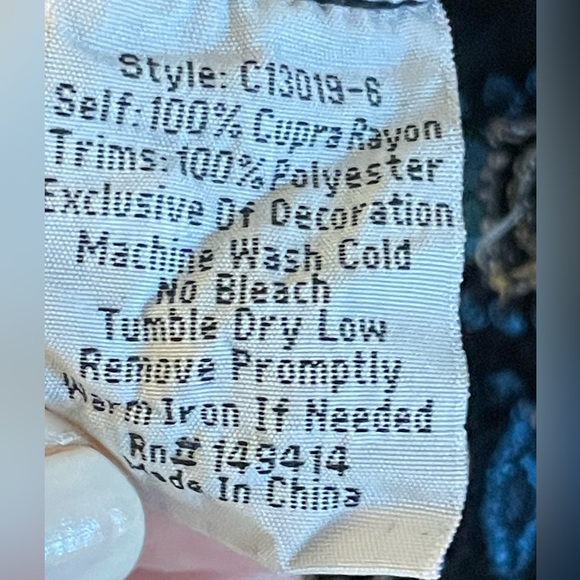 Style: C13019-6
Self:100% Cupra Rayon
Trims:100% Polyester
Exclusive Of Decoration
Machine Wash Cold
No Bleach
Tumble Dry Low
Remove Promptly
Warm Iron If Needed
Rn# 149414
Made In China